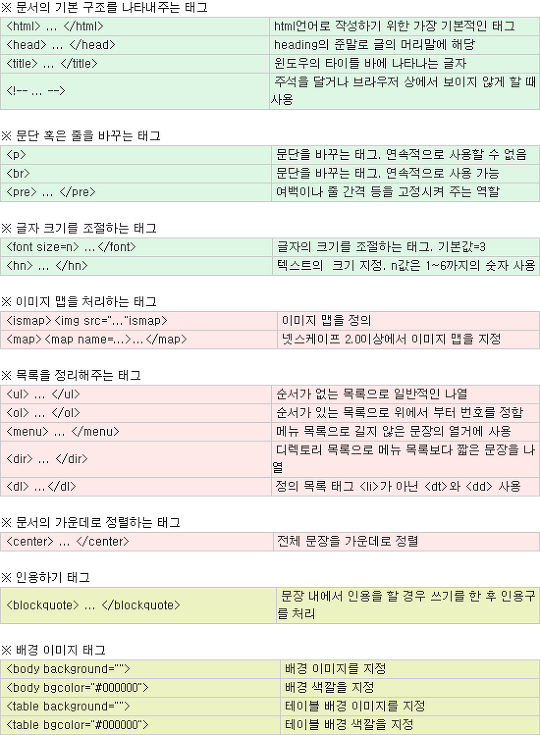 ※ 문서의 기본 구조를 나타내주는 태그
<html> ... </html> html언어로 작성하기 위한 가장 기본적인 태그
<head> ... </head> heading의 준말로 글의 머리말에 해당
<title> ... </title> 윈도우의 타이틀 바에 나타나는 글자
<!-- ... --> 주석을 달거나 브라우저 상에서 보이지 않게 할 때
사용
※ 문단 혹은 줄을 바꾸는 태그
<p> 문단을 바꾸는 태그. 연속적으로 사용할 수 없음
<br> 문단을 바꾸는 태그. 연속적으로 사용 가능
<pre> ... </pre> 여백이나 줄 간격 등을 고정시켜 주는 역할
※ 글자 크기를 조절하는 태그
<font size=n> ...</font> 글자의 크기를 조절하는 태그. 기본값=3
<hn> ... </hn> 텍스트의 크기 지정. n값은 1~6까지의 숫자 사용
※ 이미지 맵을 처리하는 태그
<ismap><img src="..."ismap> 이미지 맵을 정의
<map><map name=...>...</map> 넷스케이프 2.0이상에서 이미지 맵을 지정
※ 목록을 정리해주는 태그
<ul> ... </ul> 순서가 없는 목록으로 일반적인 나열
<ol> ... </ol> 순서가 있는 목록으로 위에서 부터 번호를 정함
<menu> ... </menu> 메뉴 목록으로 길지 않은 문장의 열거에 사용
<dir> ... </dir> 디렉토리 목록으로 메뉴 목록보다 짧은 문장을 나
열
<dl> ...</dl> 정의 목록 태그 <li>가 아닌 <dt>와 <dd> 사용
※ 문서의 가운데로 정렬하는 태그
<center> ... </center> 전체 문장을 가운데로 정렬
※ 인용하기 태그
<blockquote> ... </blockquote> 문장 내에서 인용을 할 경우 쓰기를 한 후 인용구
를 처리
※ 배경 이미지 태그
<body background=""> 배경 이미지를 지정
<body bgcolor="#000000"> 배경 색깔을 지정
<table background=""> 테이블 배경 이미지를 지정
<table bgcolor="#000000"> 테이블 배경 색깔을 지정